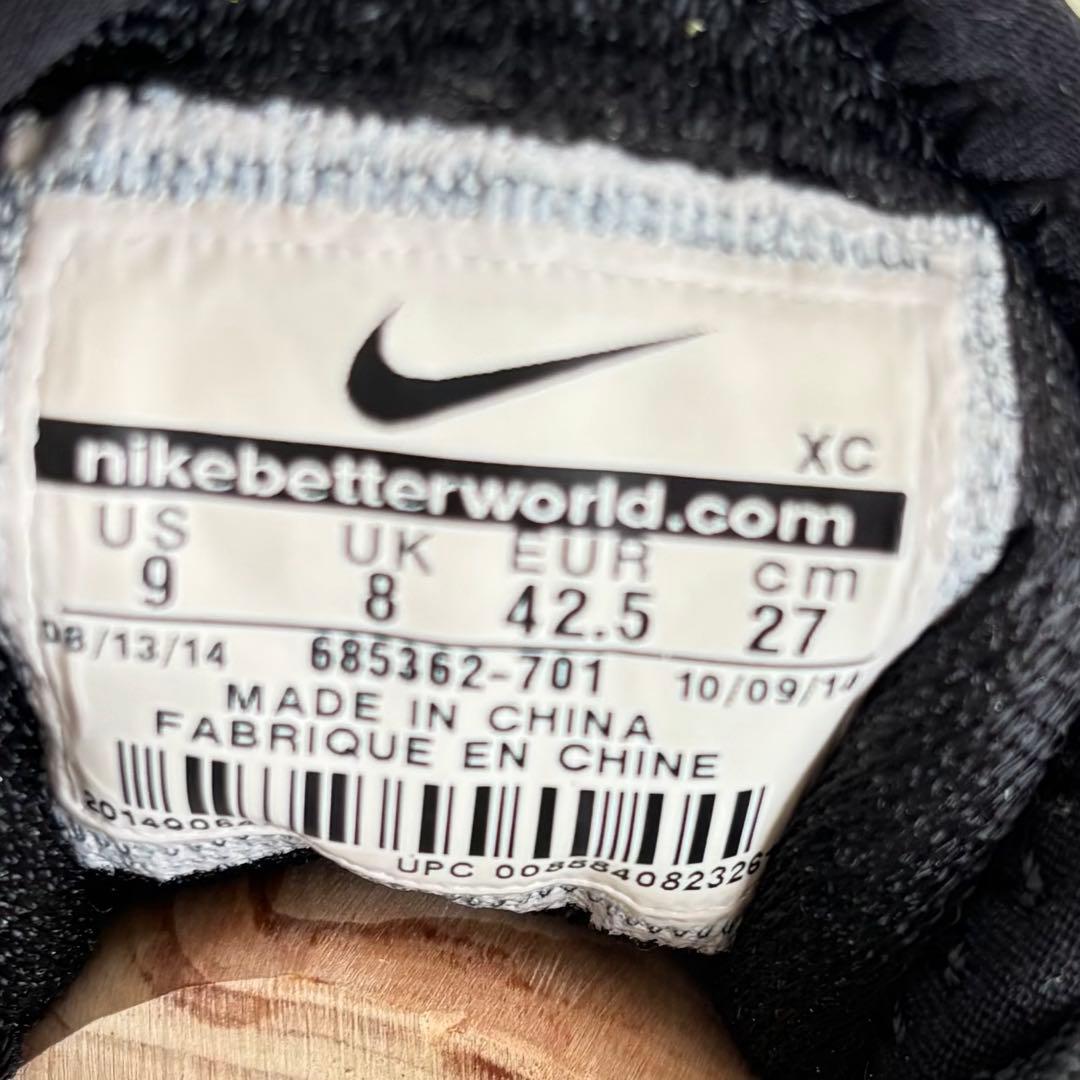 XC
nikebetterworld.com
US UK EUR cm
9 8 42.5 27
08/13/14 685362-701 10/09/14
MADE IN CHINA
FABRIQUE EN CHINE
UPC